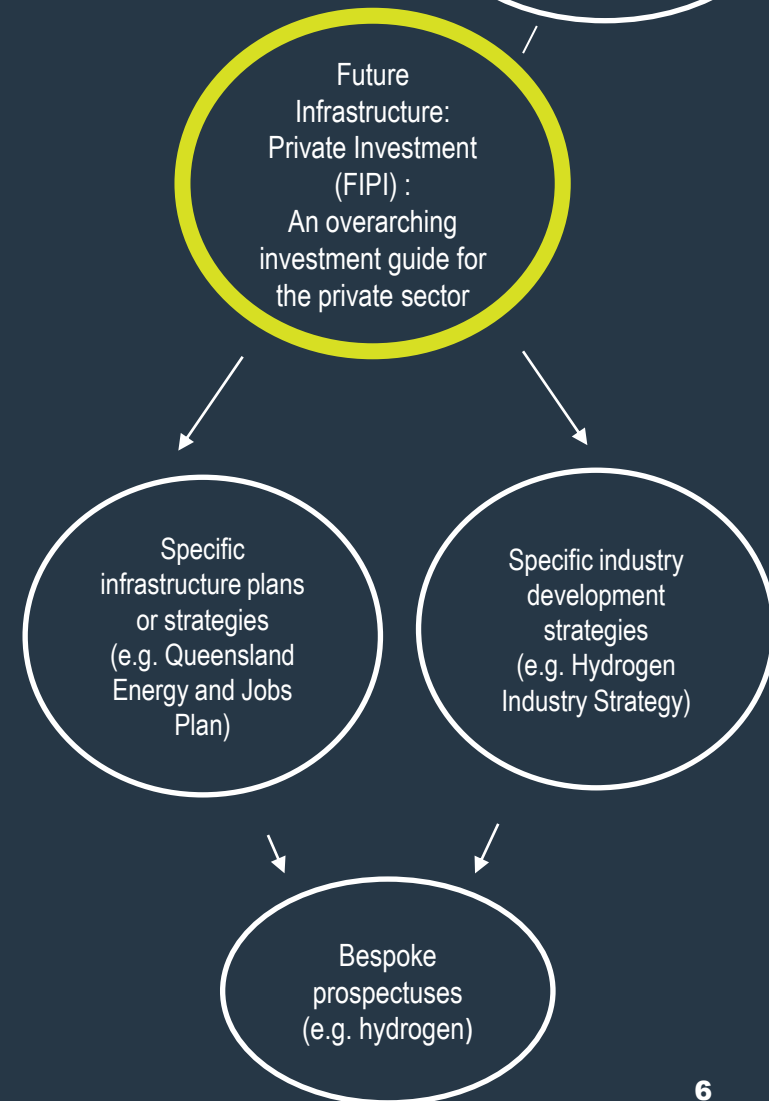 Future
Infrastructure:
Private Investment
(FIPI) :
An overarching
investment guide for
the private sector
Specific
infrastructure plans
or strategies
(e.g. Queensland
Energy and Jobs
Plan)
Specific industry
development
strategies
(e.g. Hydrogen
Industry Strategy)
Bespoke
prospectuses
(e.g. hydrogen)
6